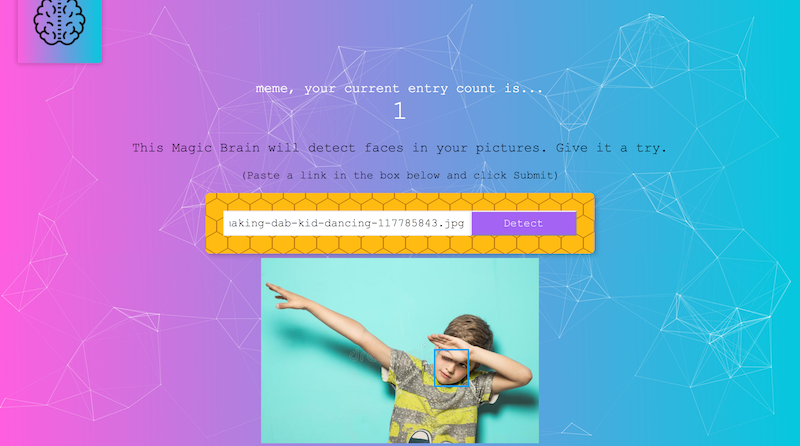 meme, your current entry count is...
1
This Magic Brain will detect faces in your pictures. Give it a try.
(Paste a link in the box below and click Submit)
aking-dab-kid-dancing-117785843.jpg Detect